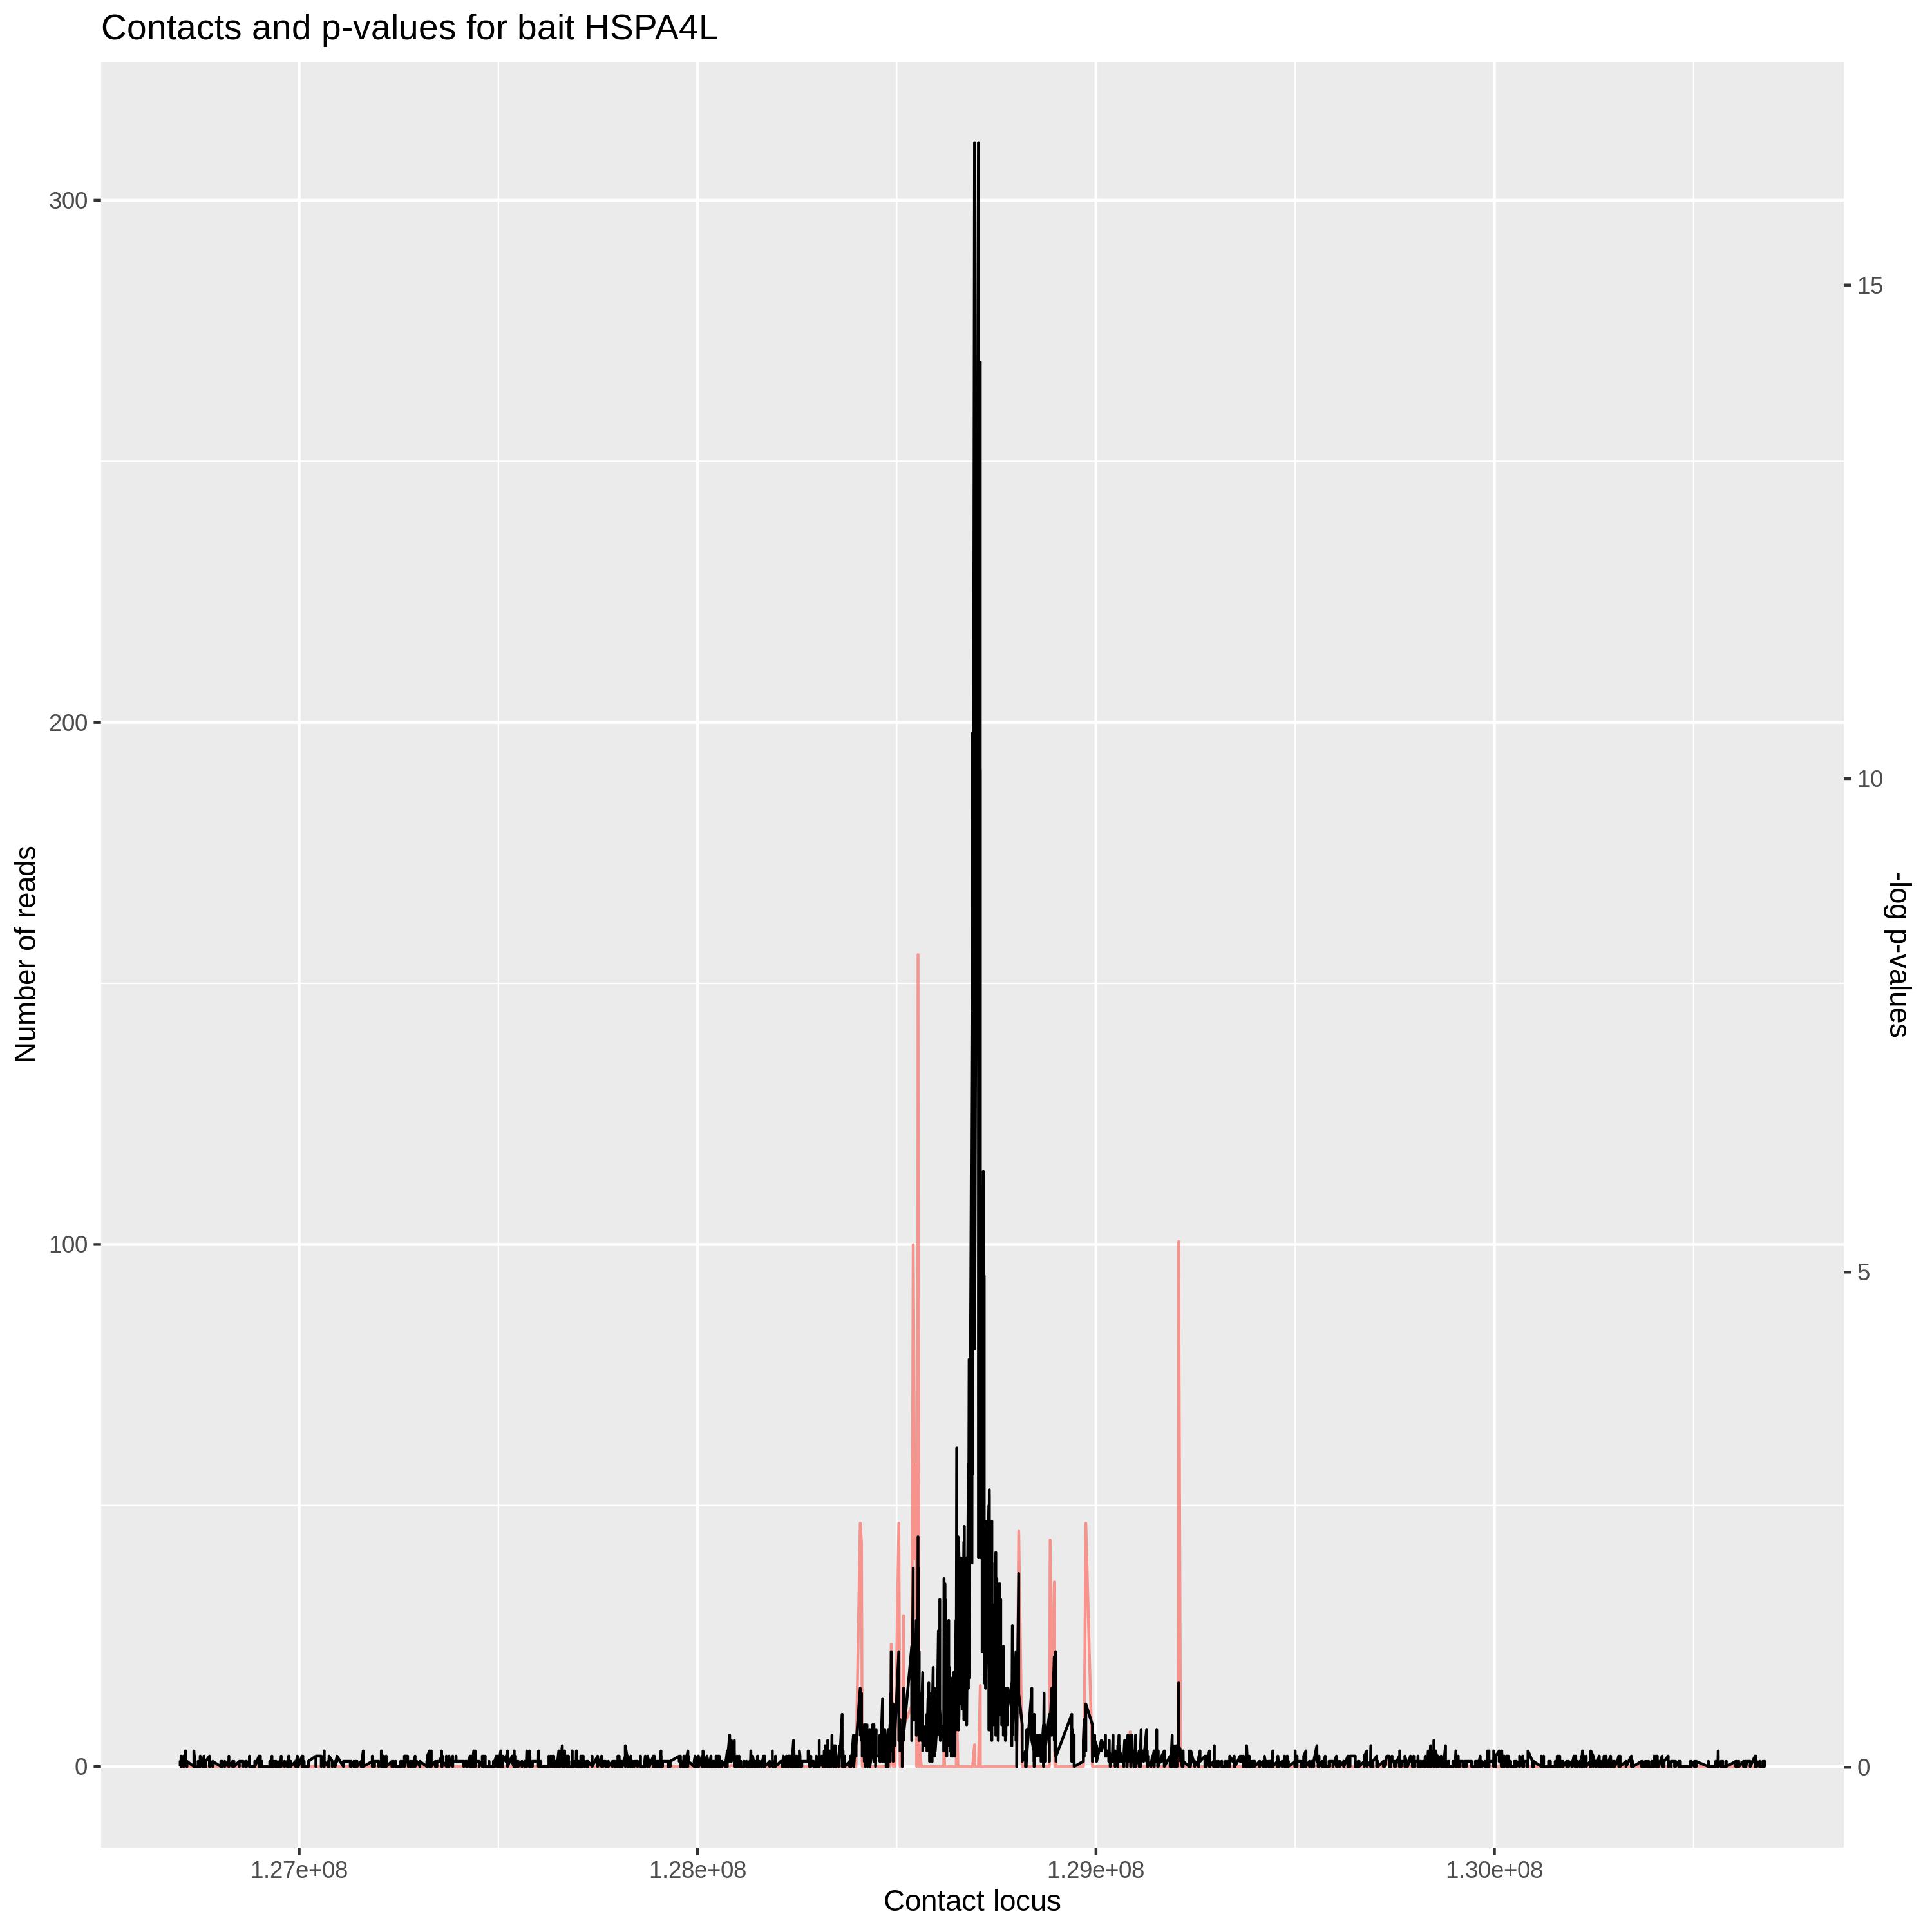 Contacts and p-values for bait HSPA4L
300
200
100
0
Number of reads
15
10
5
0
-log p-values
1.27e+08 1.28e+08 1.29e+08 1.30e+08
Contact locus